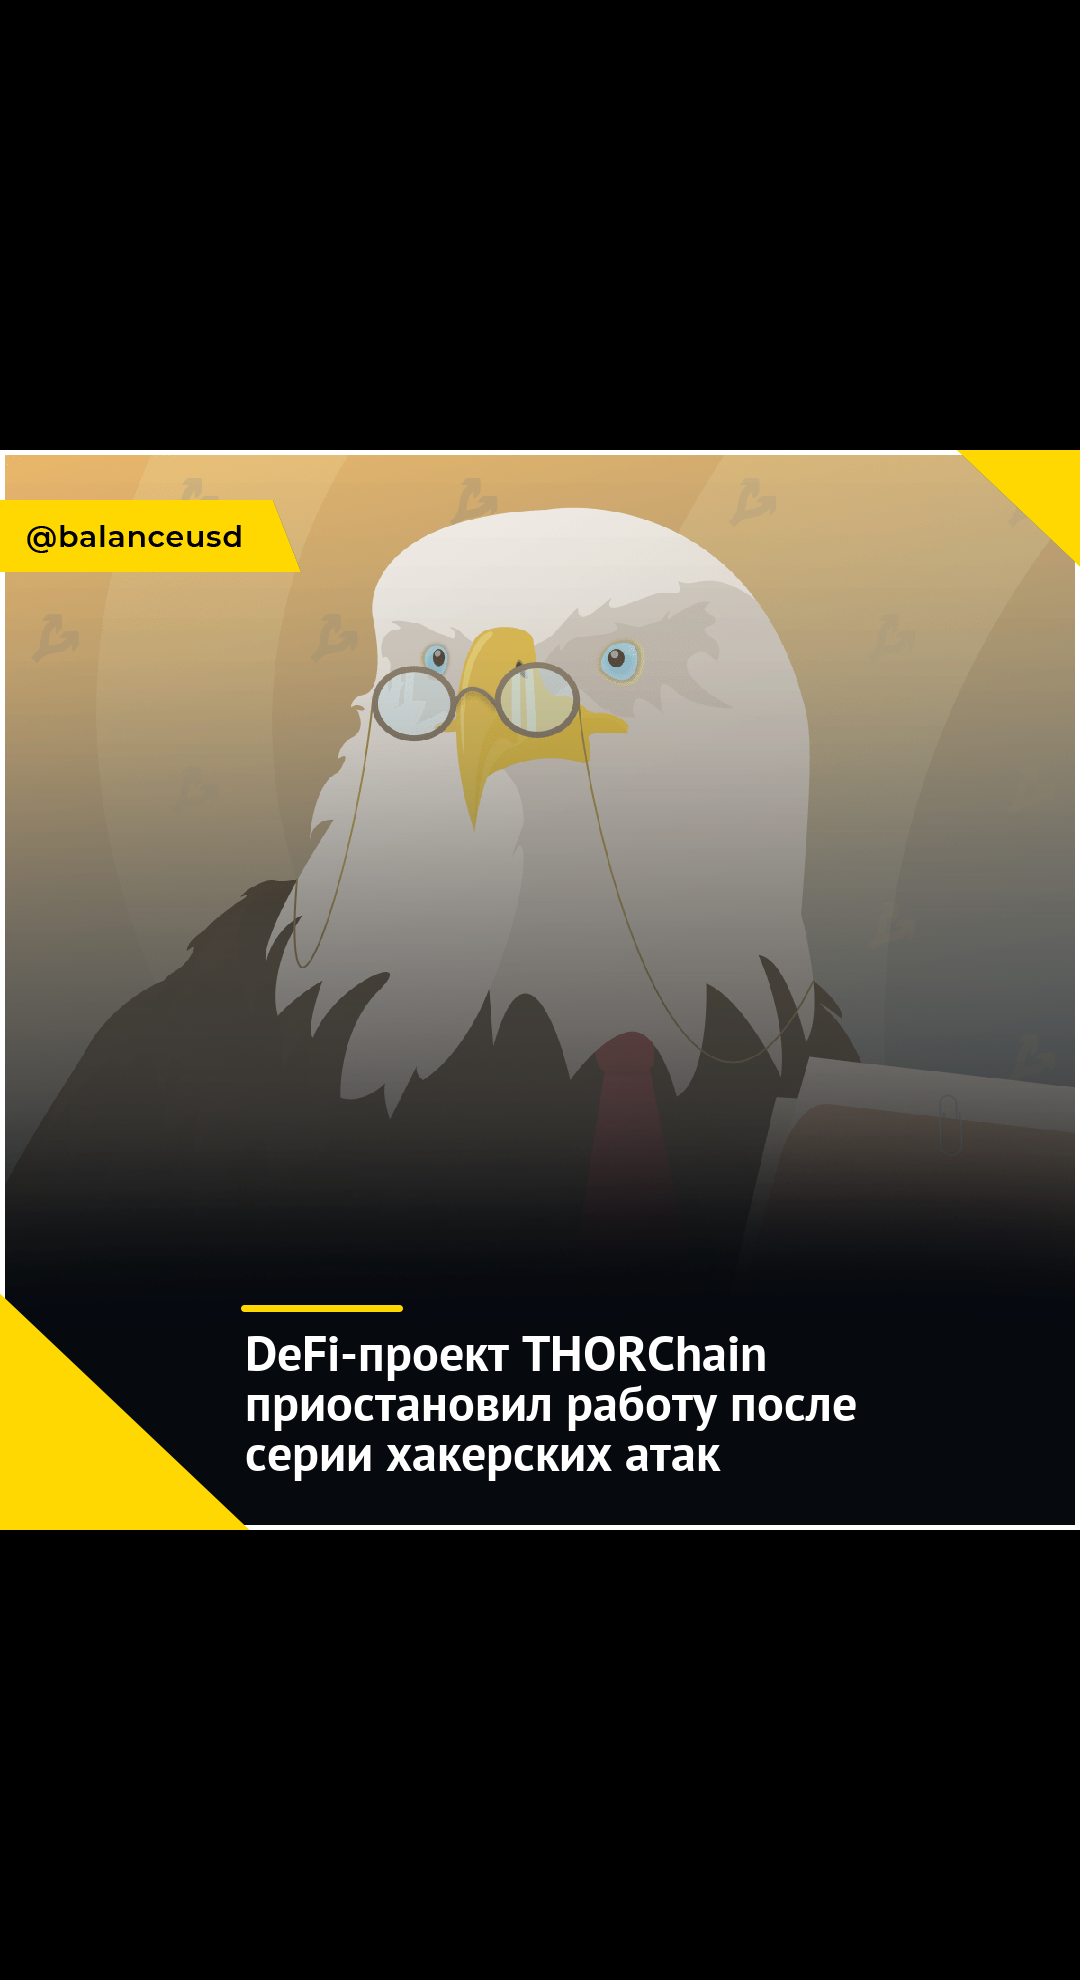 @balanceusd
DeFi-проект THORChain
приостановил работу после
серии хакерских атак